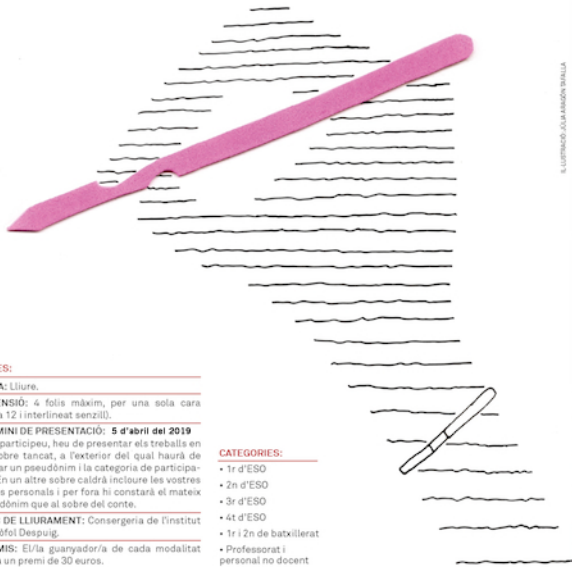 IL·LUSTRACIÓ: JÚLIA ARAGÓN TAFALLA
ES:
A: Lliure.
ENSIÓ: 4 folis màxim, per una sola cara
a 12 i interlineat senzill).
MINI DE PRESENTACIÓ: 5 d'abril del 2019
participeu, heu de presentar els treballs en
obre tancat, a l'exterior del qual haurà de
ar un pseudònim i la categoria de participa-
En un altre sobre caldrà incloure les vostres
s personals i per fora hi constarà el mateix
dònim que al sobre del conte.
DE LLIURAMENT: Consergeria de l'institut
òfol Despuig.
MIS: El/la guanyador/a de cada modalitat
à un premi de 30 euros.
CATEGORIES:
• 1r d'ESO
• 2n d'ESO
• 3r d'ESO
• 4t d'ESO
• 1r i 2n de batxillerat
• Professorat i
personal no docent